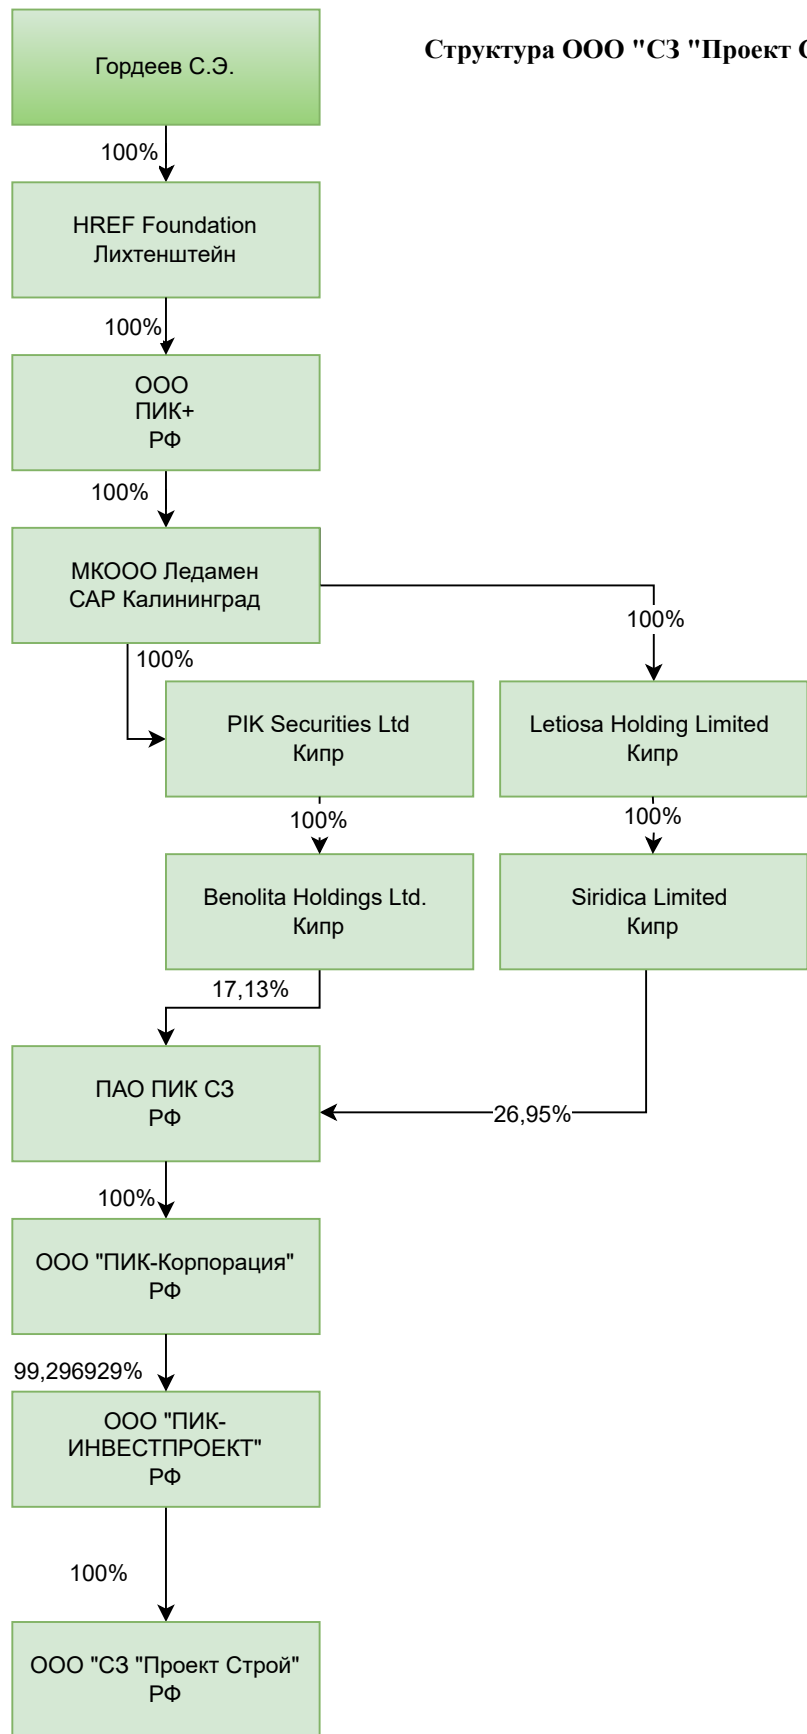 Структура ООО "СЗ "Проект С
Гордеев С.Э.
100%
HREF Foundation
Лихтенштейн
100%
ООО
ПИК+
РФ
100%
МКООО Ледамен
САР Калининград
100%
100%
PIK Securities Ltd
Кипр
Letiosa Holding Limited
Кипр
100%
100%
Benolita Holdings Ltd.
Кипр
Siridica Limited
Кипр
17,13%
ПАО ПИК СЗ
РФ
26,95%
100%
ООО "ПИК-Корпорация"
РФ
99,296929%
ООО "ПИК-
ИНВЕСТПРОЕКТ"
РФ
100%
ООО "СЗ "Проект Строй"
РФ